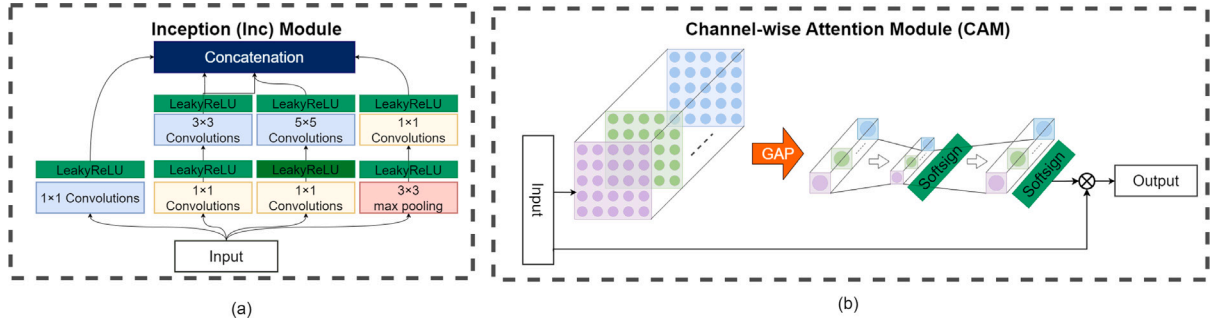 Inception (Inc) Module
Concatenation
LeakyReLU LeakyReLU LeakyReLU
3×3 Convolutions
5×5 Convolutions
1×1 Convolutions
LeakyReLU LeakyReLU LeakyReLU LeakyReLU
1×1 Convolutions
1×1 Convolutions
1×1 Convolutions
3×3 max pooling
Input
(a)
Channel-wise Attention Module (CAM)
Input
GAP
Softsign
Softsign
Output
(b)